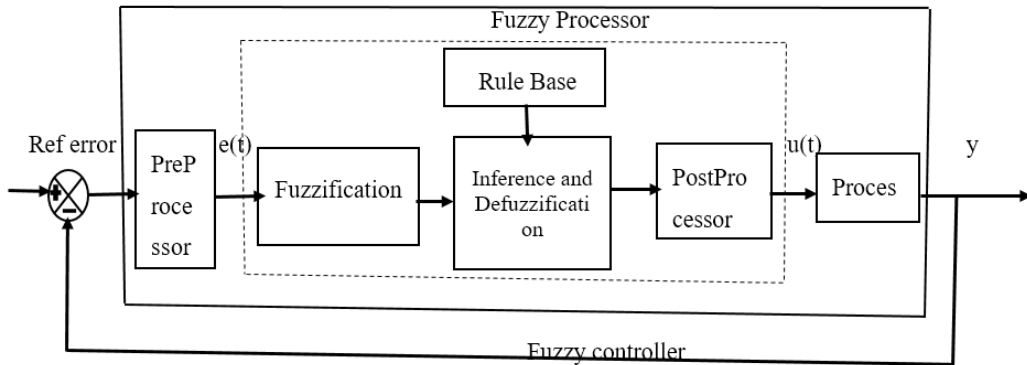 Fuzzy Processor
Rule Base
Ref error
e(t)
u(t)
y
PreP
roce
ssor
Fuzzification
Inference and
Defuzzificati
on
PostPro
cessor
Proces
+
-
Fuzzy controller